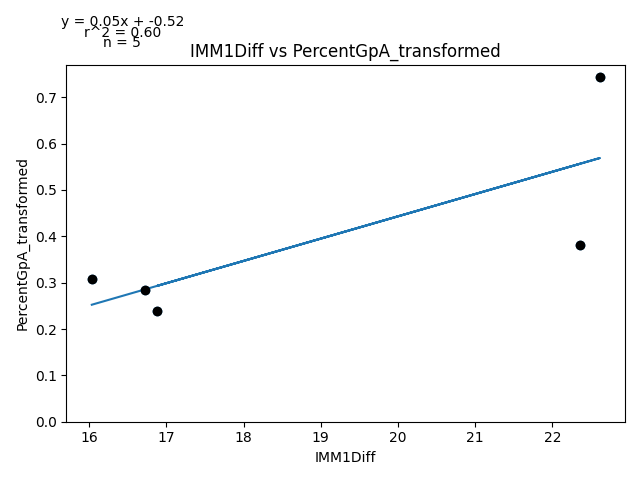 y = 0.05x + -0.52
r^2 = 0.60
n = 5
IMM1Diff vs PercentGpA_transformed
PercentGpA_transformed
0.7
0.6
0.5
0.4
0.3
0.2
0.1
0.0
16 17 18 19 20 21 22
IMM1Diff